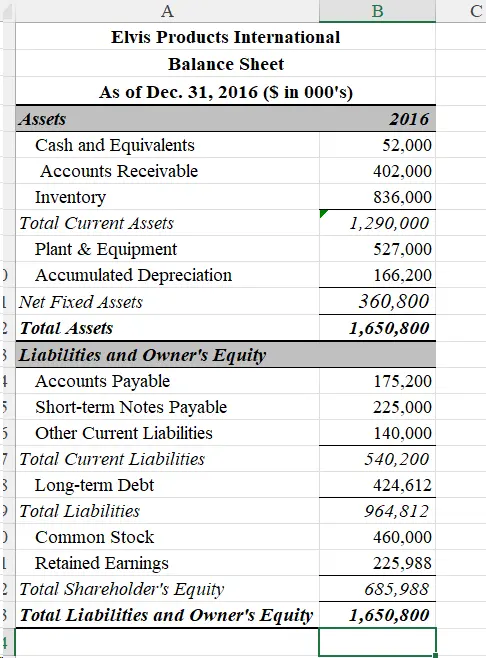 A B C
Elvis Products International
Balance Sheet
As of Dec. 31, 2016 ($ in 000's)
Assets 2016
Cash and Equivalents 52,000
Accounts Receivable 402,000
Inventory 836,000
Total Current Assets 1,290,000
Plant & Equipment 527,000
Accumulated Depreciation 166,200
Net Fixed Assets 360,800
Total Assets 1,650,800
Liabilities and Owner's Equity
Accounts Payable 175,200
Short-term Notes Payable 225,000
Other Current Liabilities 140,000
Total Current Liabilities 540,200
Long-term Debt 424,612
Total Liabilities 964,812
Common Stock 460,000
Retained Earnings 225,988
Total Shareholder's Equity 685,988
Total Liabilities and Owner's Equity 1,650,800